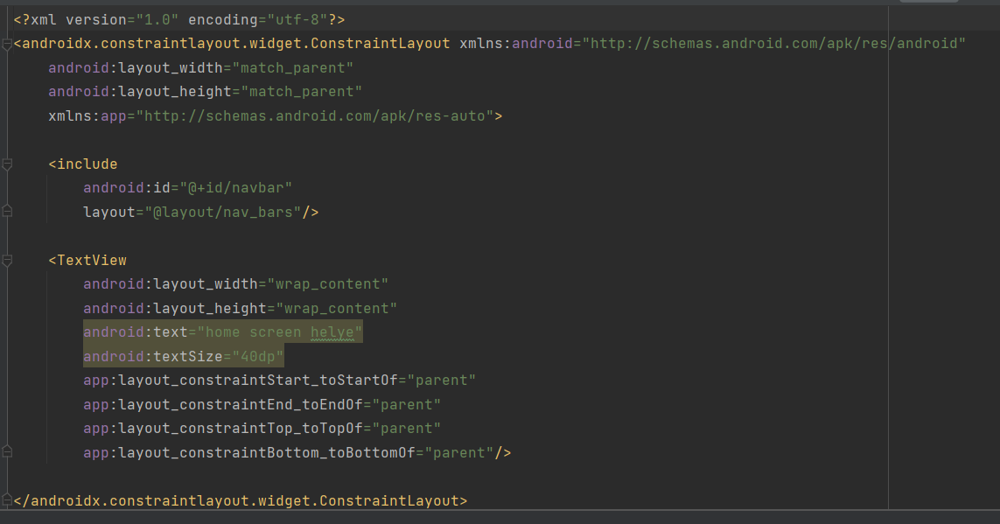 <?xml version="1.0" encoding="utf-8"?>
<androidx.constraintlayout.widget.ConstraintLayout xmlns:android="http://schemas.android.com/apk/res/android"
    android:layout_width="match_parent"
    android:layout_height="match_parent"
    xmlns:app="http://schemas.android.com/apk/res-auto">

    <include
        android:id="@+id/navbar"
        layout="@layout/nav_bars"/>

    <TextView
        android:layout_width="wrap_content"
        android:layout_height="wrap_content"
        android:text="home screen helye"
        android:textSize="40dp"
        app:layout_constraintStart_toStartOf="parent"
        app:layout_constraintEnd_toEndOf="parent"
        app:layout_constraintTop_toTopOf="parent"
        app:layout_constraintBottom_toBottomOf="parent"/>

</androidx.constraintlayout.widget.ConstraintLayout>